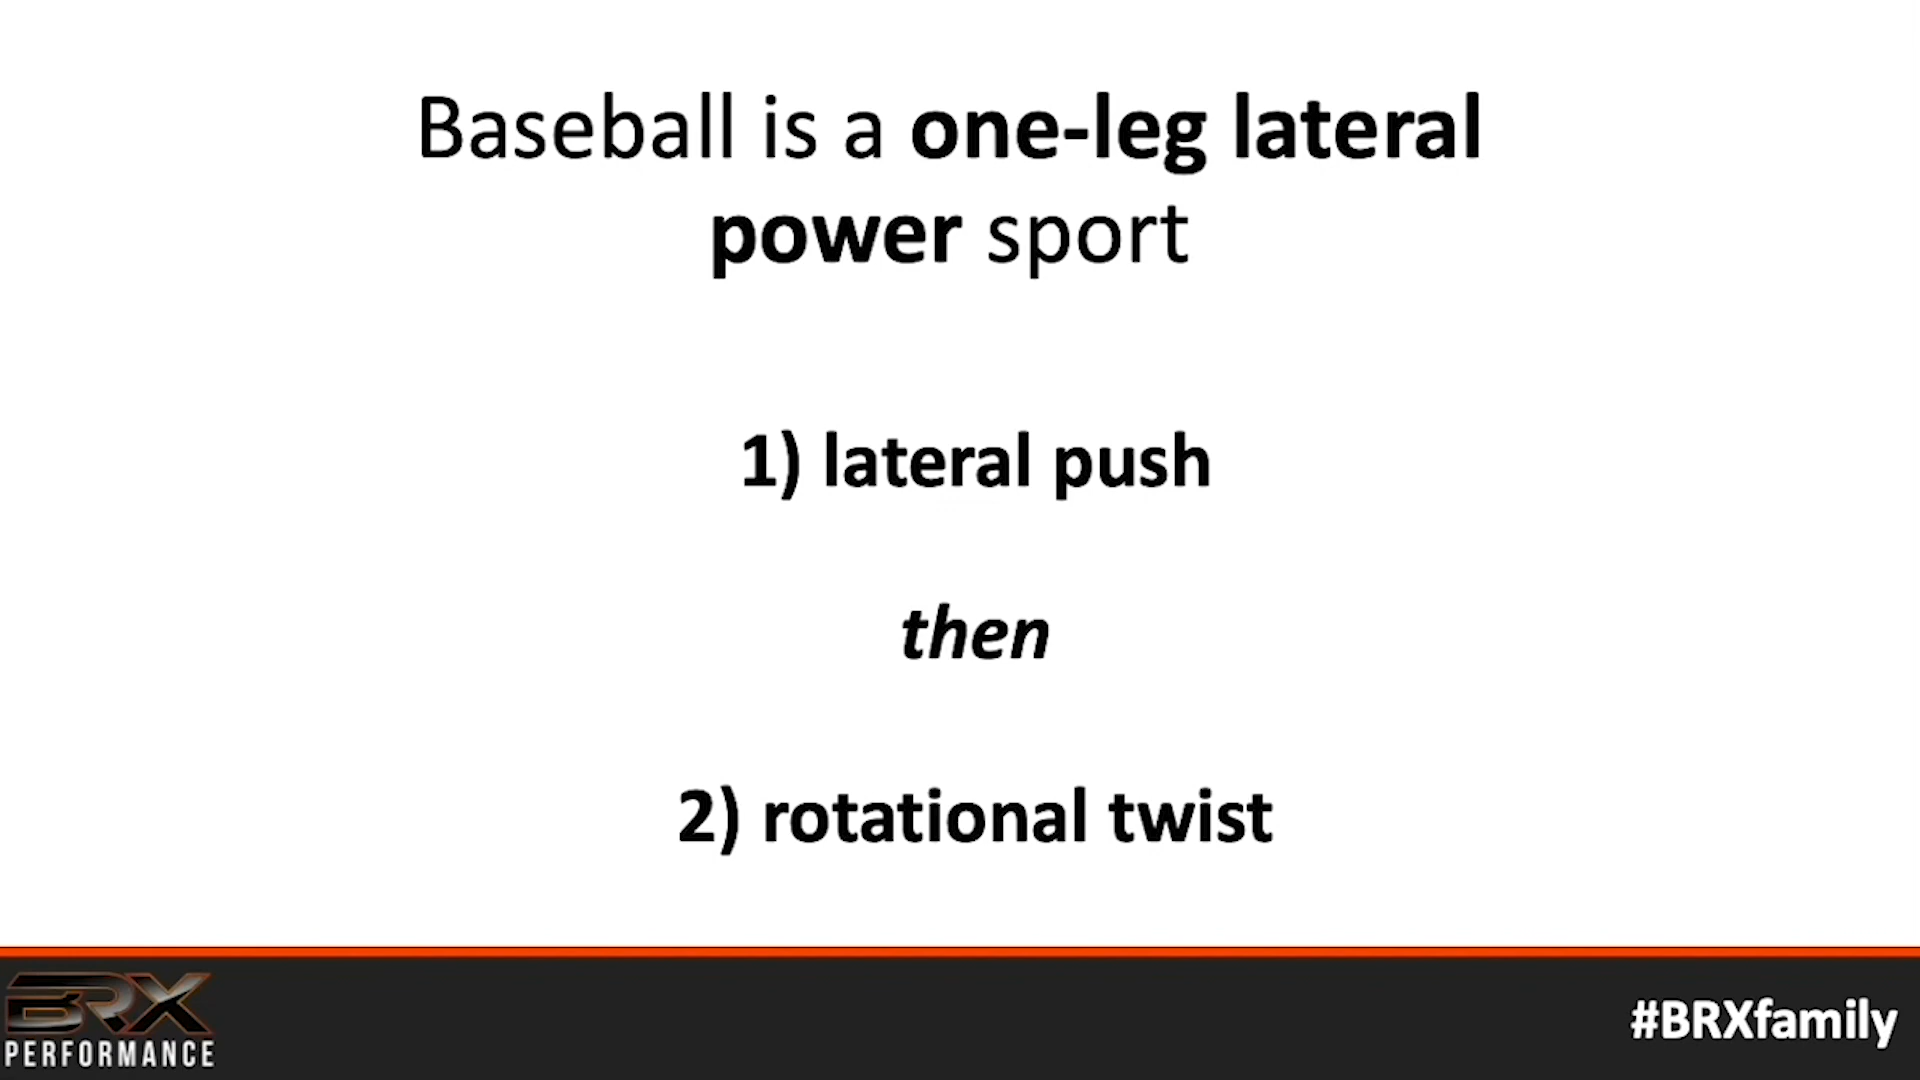 Baseball is a one-leg lateral
power sport
1) lateral push
then
2) rotational twist
BRX
PERFORMANCE
#BRXfamily